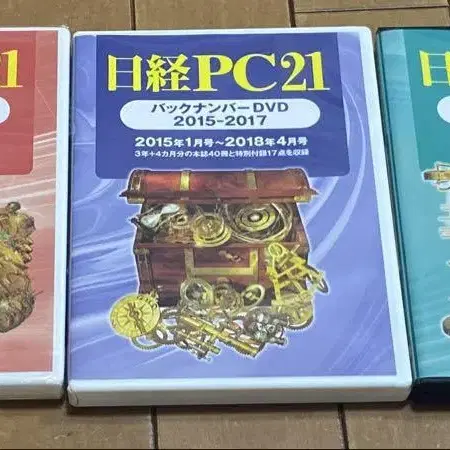 21
日経PC21
バックナンバーDVD
2015-2017
2015年1月号～2018年4月号
3年+4カ月分の本誌40冊と特別付録17点を収録
日